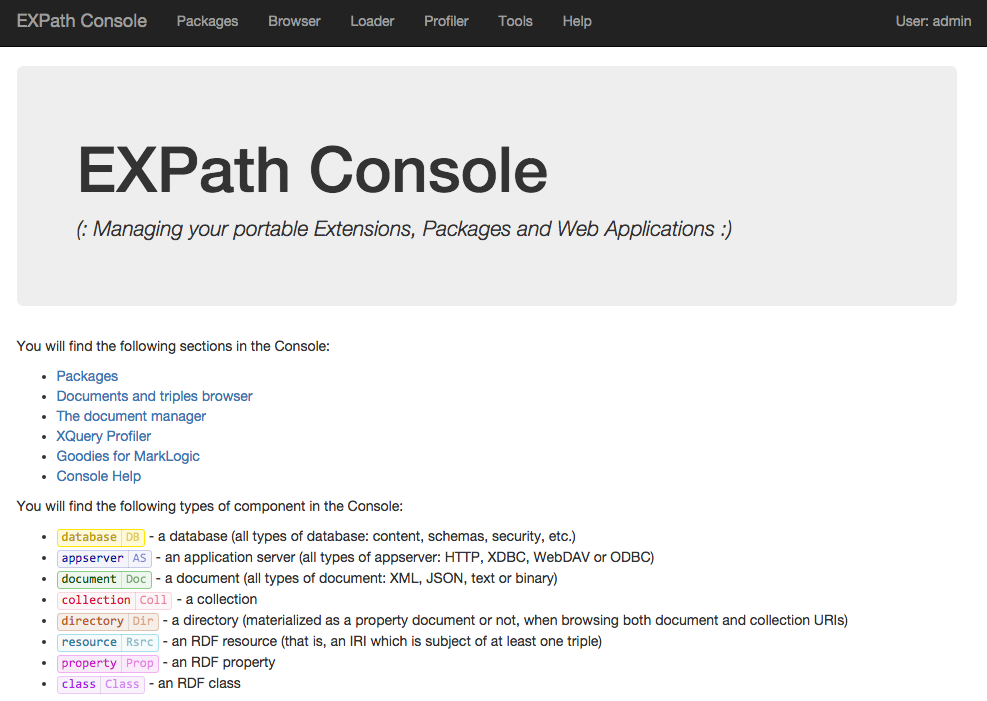 EXPath Console Packages Browser Loader Profiler Tools Help User: admin
EXPath Console
(: Managing your portable Extensions, Packages and Web Applications :)
You will find the following sections in the Console:
Packages
Documents and triples browser
The document manager
XQuery Profiler
Goodies for MarkLogic
Console Help
You will find the following types of component in the Console:
database DB - a database (all types of database: content, schemas, security, etc.)
appserver AS - an application server (all types of appserver: HTTP, XDBC, WebDAV or ODBC)
document Doc - a document (all types of document: XML, JSON, text or binary)
collection Coll - a collection
directory Dir - a directory (materialized as a property document or not, when browsing both document and collection URIs)
resource Rsrc - an RDF resource (that is, an IRI which is subject of at least one triple)
property Prop - an RDF property
class Class - an RDF class